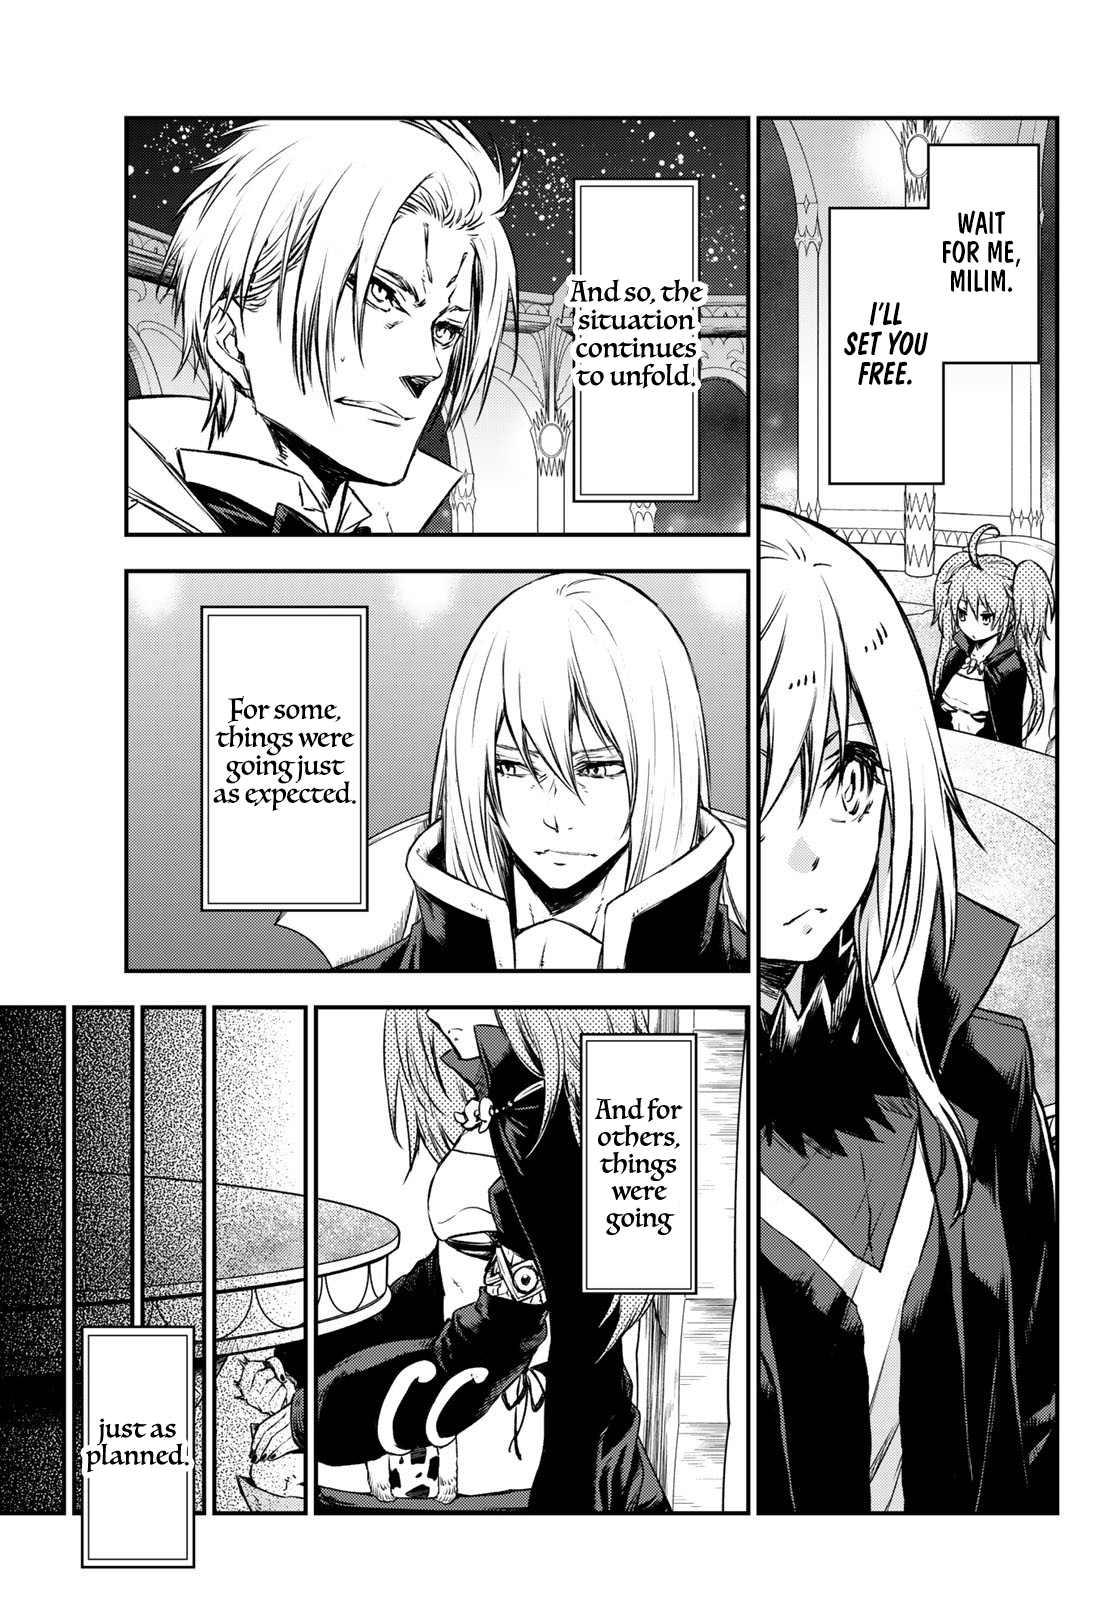 WAIT
FOR ME,
MILIM.
I'LL
SET YOU
FREE.
And so, the
situation
continues
to unfold.
For some,
things were
going just
as expected.
And for
others,
things
were
going
just as
planned.